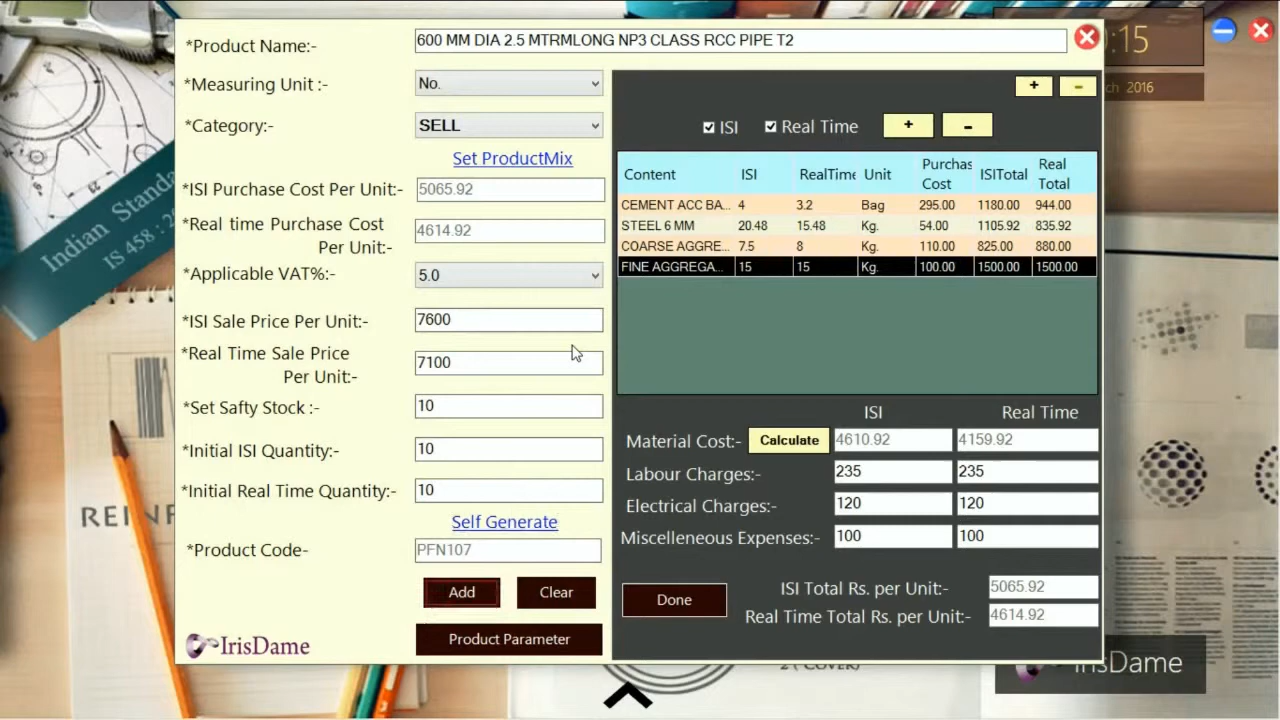 *Product Name:- 600 MM DIA 2.5 MTRMLONG NP3 CLASS RCC PIPE T2
*Measuring Unit :- No.
*Category:- SELL
Set ProductMix
*ISI Purchase Cost Per Unit:- 5065.92
*Real time Purchase Cost
Per Unit:- 4614.92
*Applicable VAT%:- 5.0
*ISI Sale Price Per Unit:- 7600
*Real Time Sale Price
Per Unit:- 7100
*Set Safty Stock :- 10
*Initial ISI Quantity:- 10
*Initial Real Time Quantity:- 10
Self Generate
*Product Code- PFN107
Add Clear
Product Parameter
IrisDame
+ -
ISI Real Time + -
Content ISI RealTime Unit Purchas Cost ISITotal Real Total
CEMENT ACC BA... 4 3.2 Bag 295.00 1180.00 944.00
STEEL 6 MM 20.48 15.48 Kg. 54.00 1105.92 835.92
COARSE AGGRE... 7.5 8 Kg. 110.00 825.00 880.00
FINE AGGREGA... 15 15 Kg. 100.00 1500.00 1500.00
ISI Real Time
Material Cost:- Calculate 4610.92 4159.92
Labour Charges:- 235 235
Electrical Charges:- 120 120
Miscelleneous Expenses:- 100 100
Done
ISI Total Rs. per Unit:- 5065.92
Real Time Total Rs. per Unit:- 4614.92
:15
ch 2016
Indian Standa
IS 458 : 2
REINF
2 ( COVER)
IrisDame